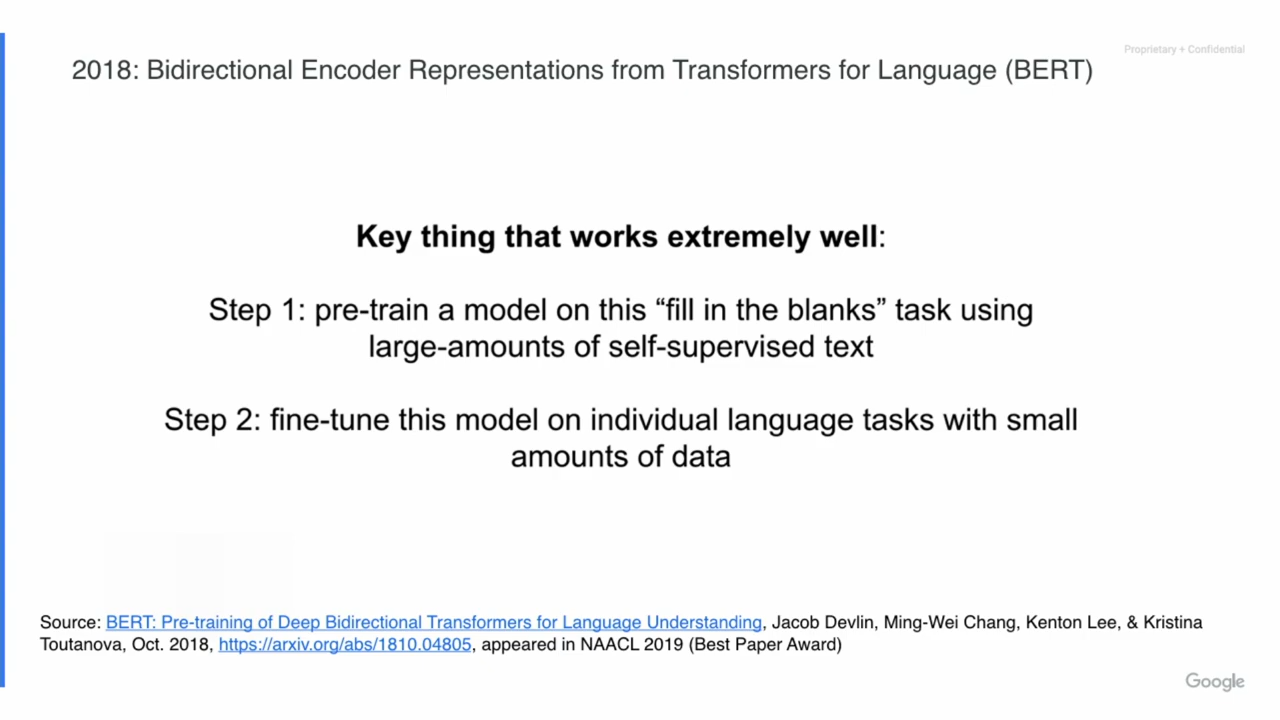 Proprietary + Confidential
2018: Bidirectional Encoder Representations from Transformers for Language (BERT)
Key thing that works extremely well:
Step 1: pre-train a model on this “fill in the blanks” task using
large-amounts of self-supervised text
Step 2: fine-tune this model on individual language tasks with small
amounts of data
Source: BERT: Pre-training of Deep Bidirectional Transformers for Language Understanding, Jacob Devlin, Ming-Wei Chang, Kenton Lee, & Kristina
Toutanova, Oct. 2018, https://arxiv.org/abs/1810.04805, appeared in NAACL 2019 (Best Paper Award)
Google